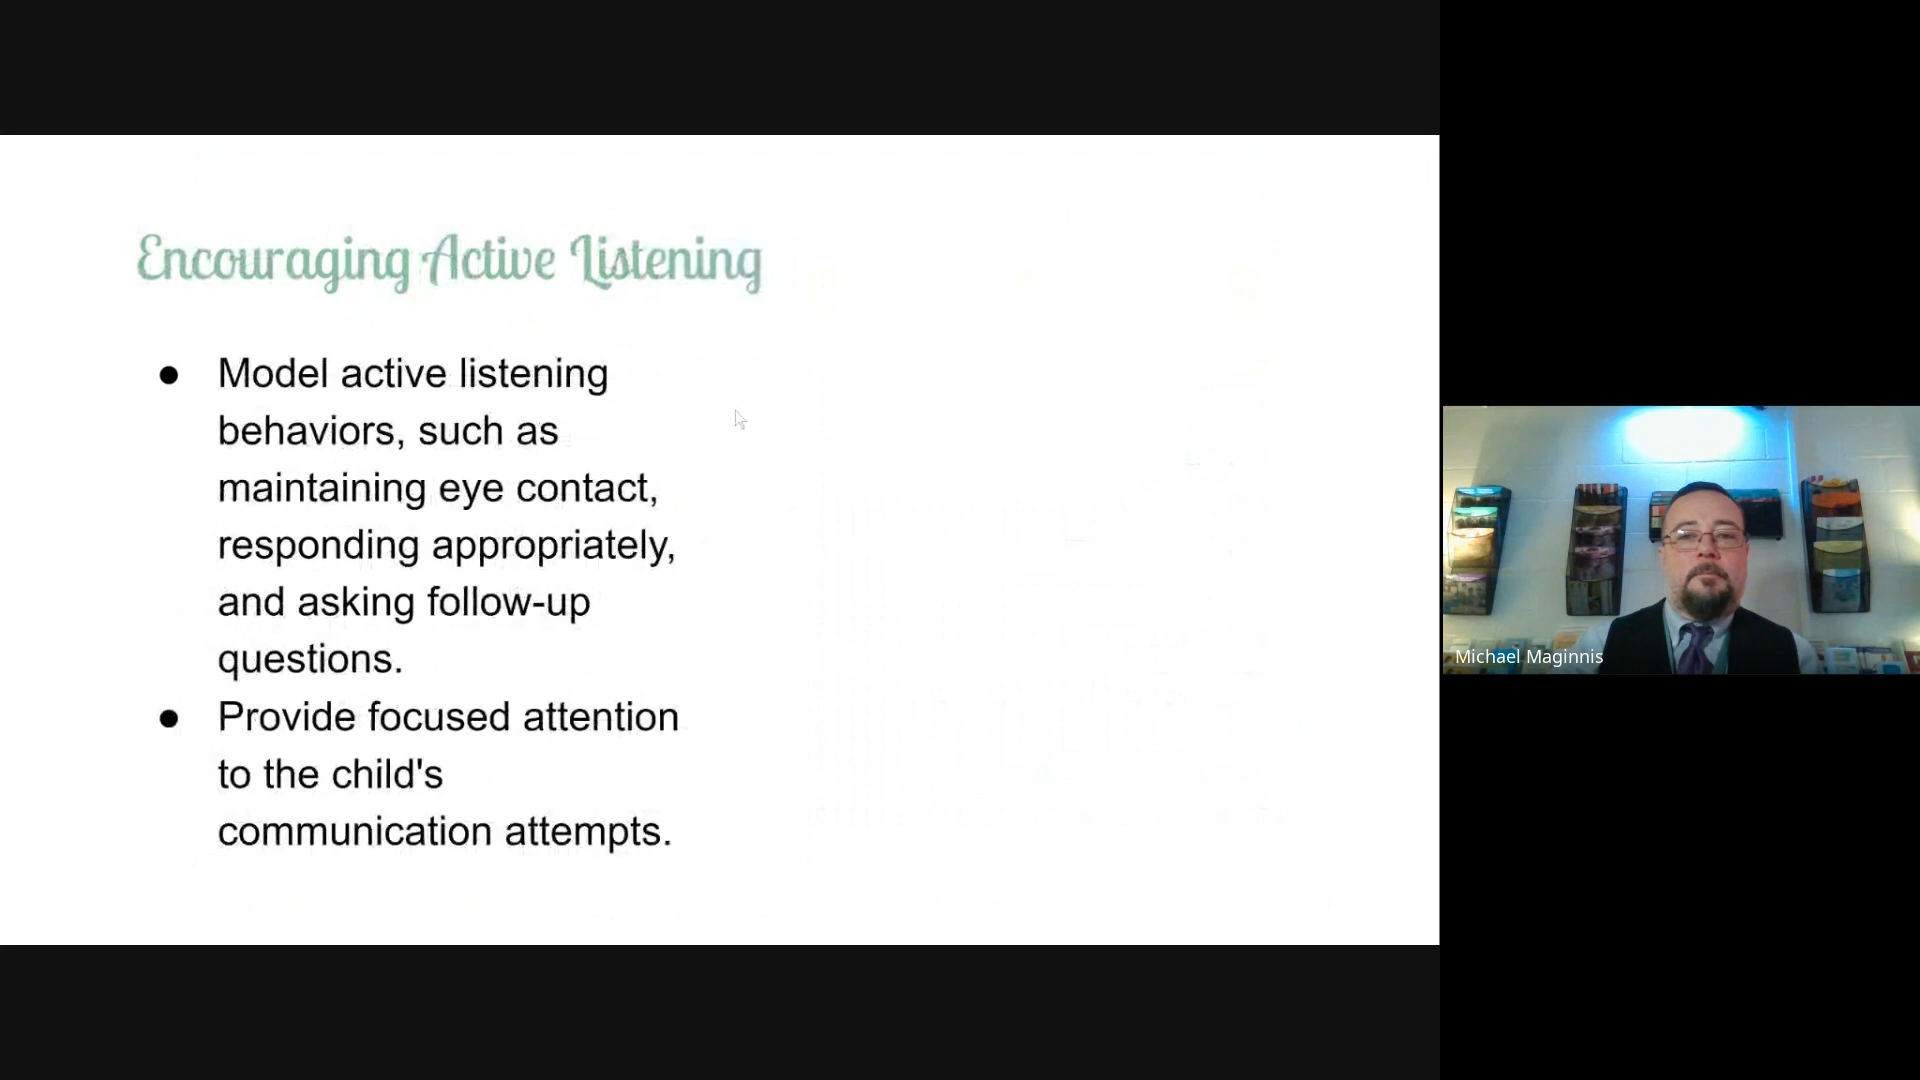 Encouraging Active Listening
● Model active listening
behaviors, such as
maintaining eye contact,
responding appropriately,
and asking follow-up
questions.
● Provide focused attention
to the child's
communication attempts.
Michael Maginnis